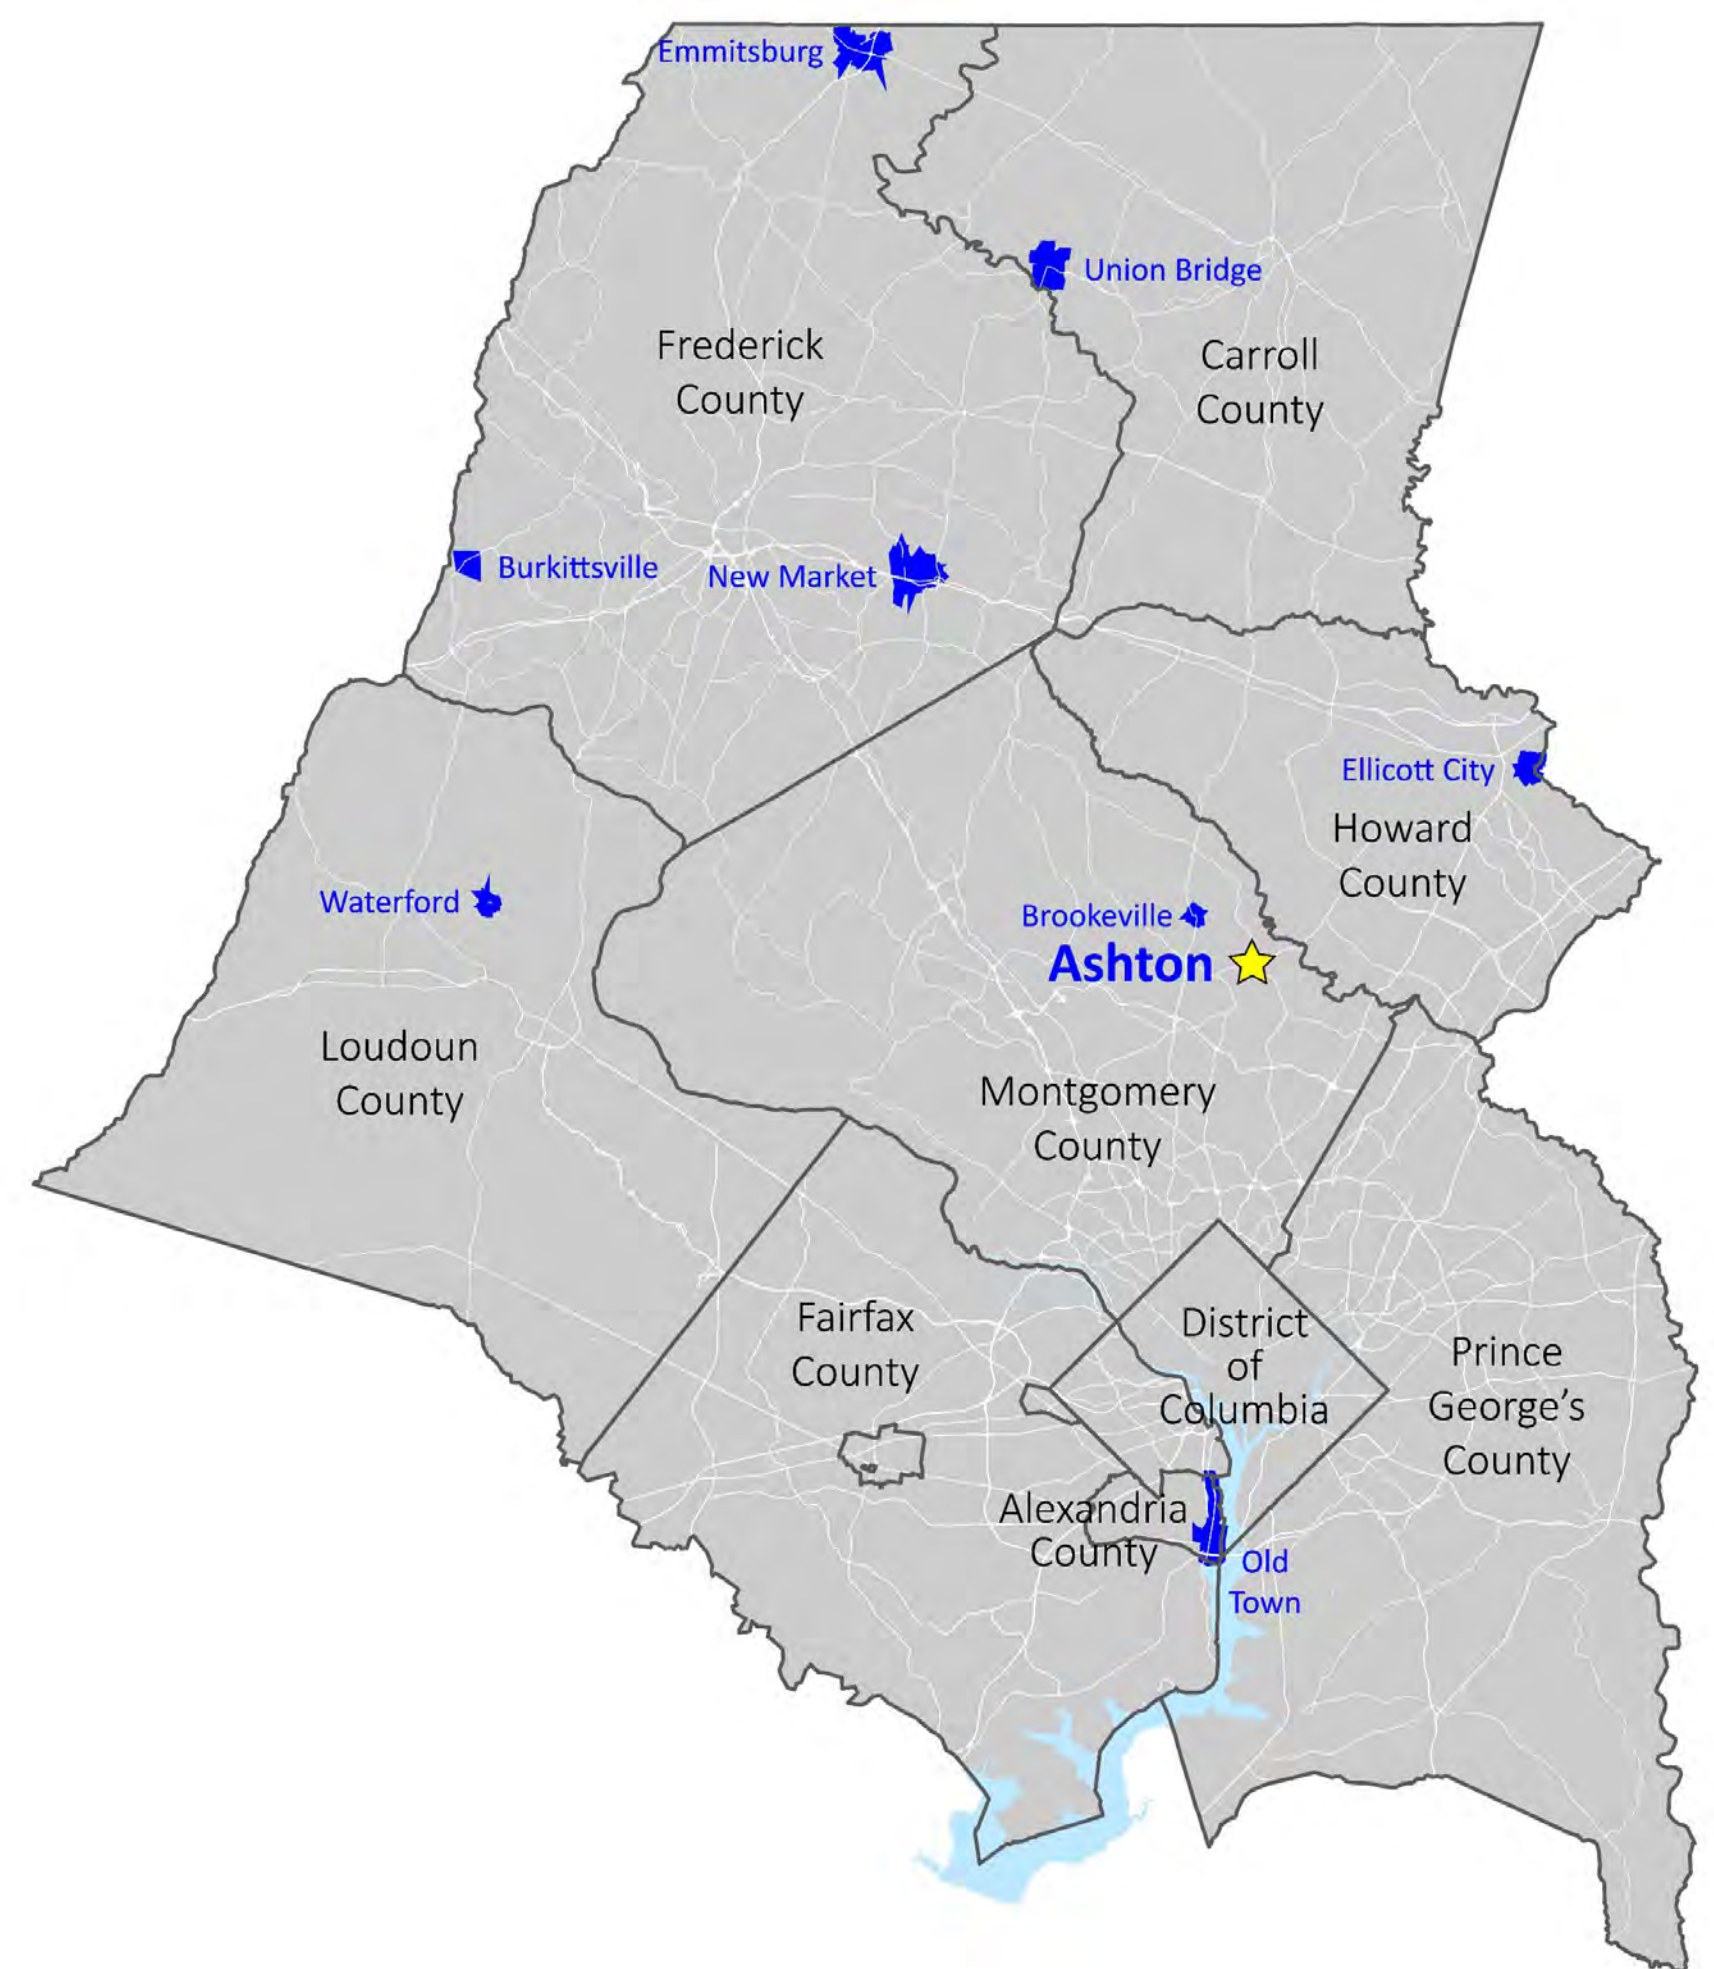 Emmitsburg
Union Bridge
Frederick
County
Carroll
County
Burkittsville
New Market
Ellicott City
Howard
County
Waterford
Brookeville
Ashton
Loudoun
County
Montgomery
County
Fairfax
County
District
of
Columbia
Prince
George’s
County
Alexandria
County
Old
Town